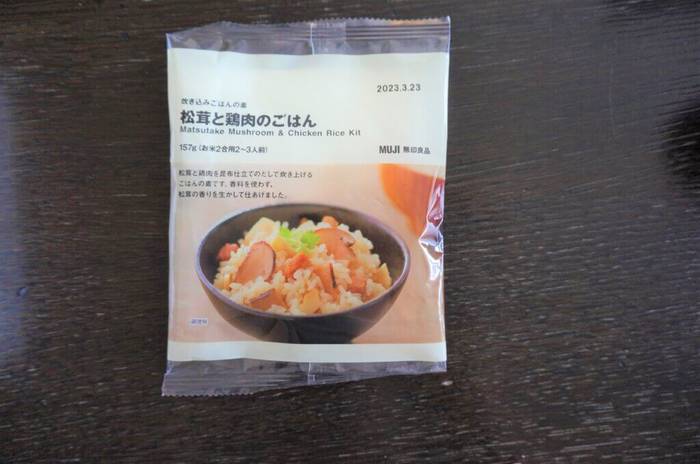 2023.3.23
炊き込みごはんの素
松茸と鶏肉のごはん
Matsutake Mushroom & Chicken Rice Kit
157g（お米2合用2～3人前）
MUJI 無印良品
松茸と鶏肉を昆布仕立てのだしで炊き上げる
ごはんの素です。香料を使わず、
松茸の香りを生かして仕あげました。
調理例